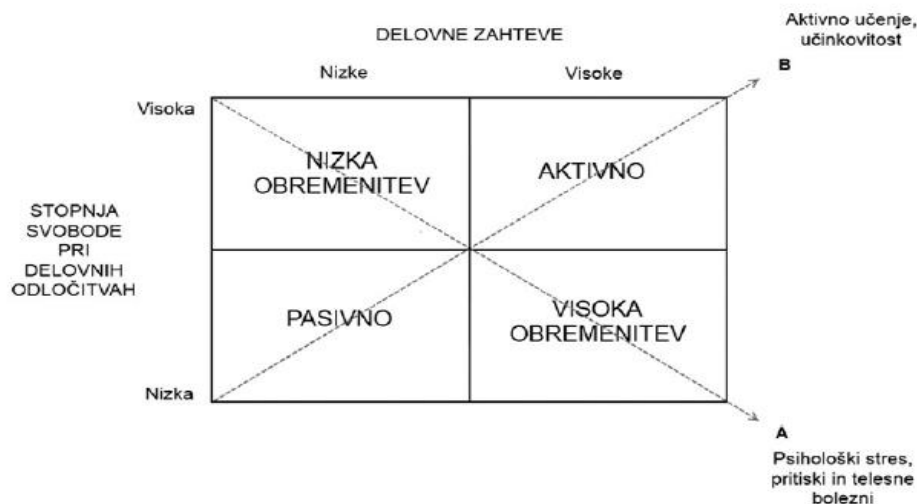 Aktivno učenje,
učinkovitost
B
DELOVNE ZAHTEVE
Nizke
Visoke
Visoka
NIZKA
OBREMENITEV
AKTIVNO
STOPNJA
SVOBODE
PRI
DELOVNIH
ODLOČITVAH
PASIVNO
VISOKA
OBREMENITEV
Nizka
A
Psihološki stres,
pritiski in telesne
bolezni